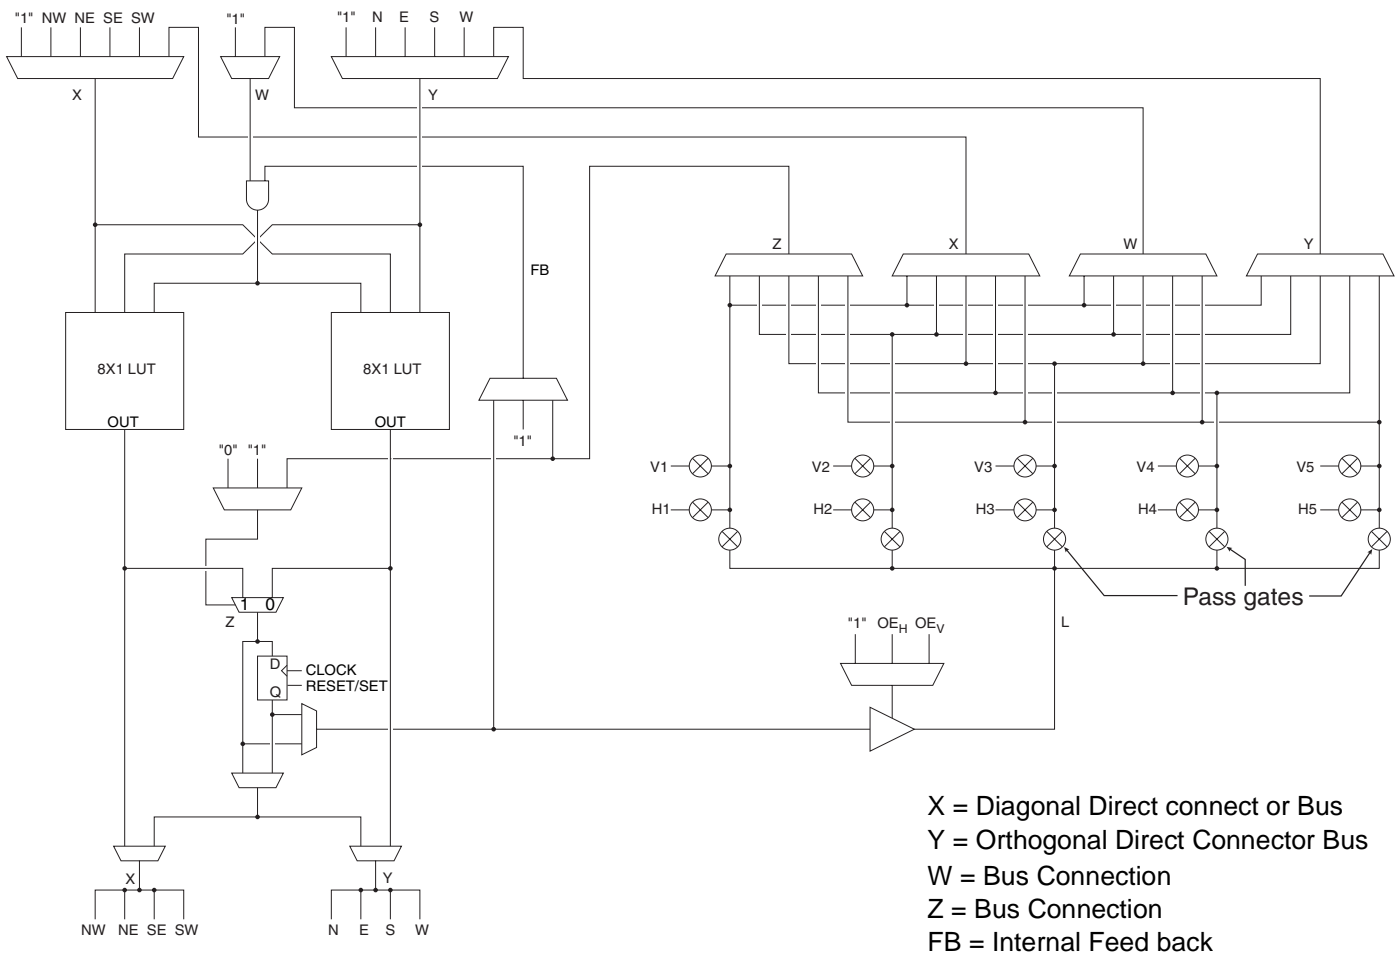 "1" NW NE SE SW
"1"
"1" N E S W
X
W
Y
Z
X
W
Y
FB
8X1 LUT
OUT
8X1 LUT
OUT
"1"
"0" "1"
V1
V2
V3
V4
V5
H1
H2
H3
H4
H5
Pass gates
1 0
Z
"1" OEH OEV
L
D
CLOCK
Q
RESET/SET
X
Y
NW NE SE SW
N E S W
X = Diagonal Direct connect or Bus
Y = Orthogonal Direct Connector Bus
W = Bus Connection
Z = Bus Connection
FB = Internal Feed back